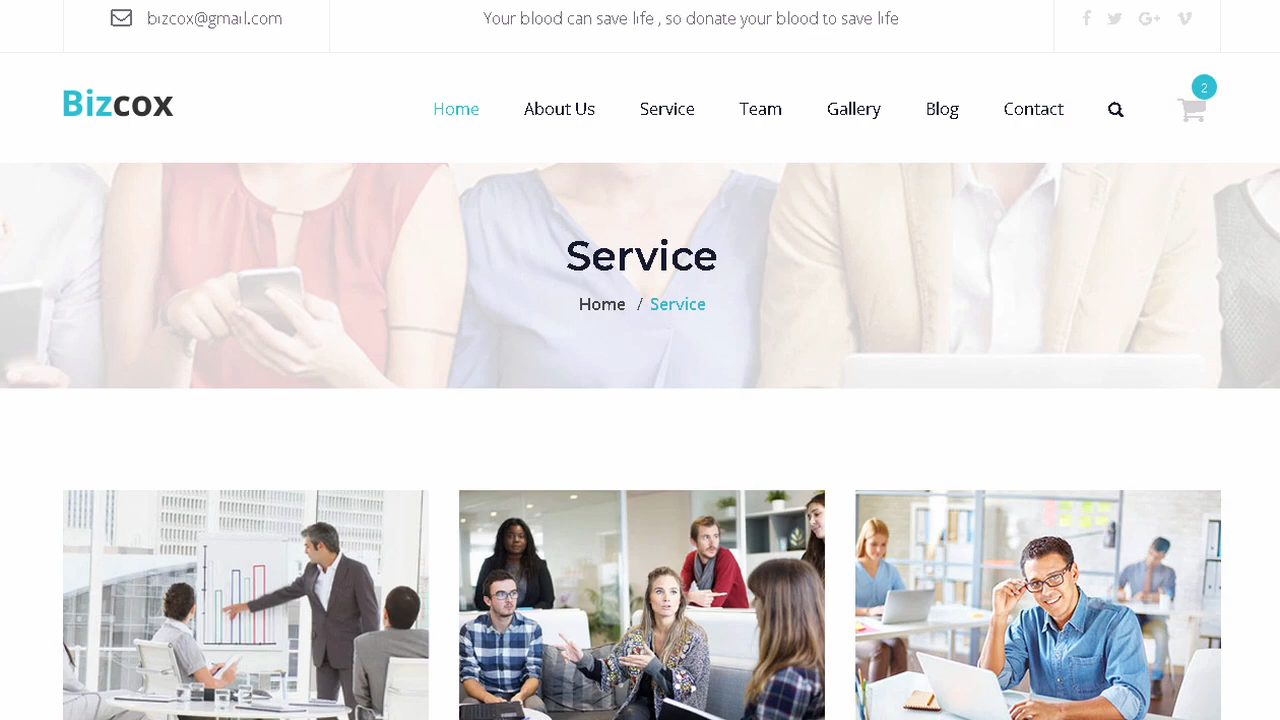 bizcox@gmail.com
Your blood can save life , so donate your blood to save life
Bizcox
Home About Us Service Team Gallery Blog Contact
2
Service
Home / Service